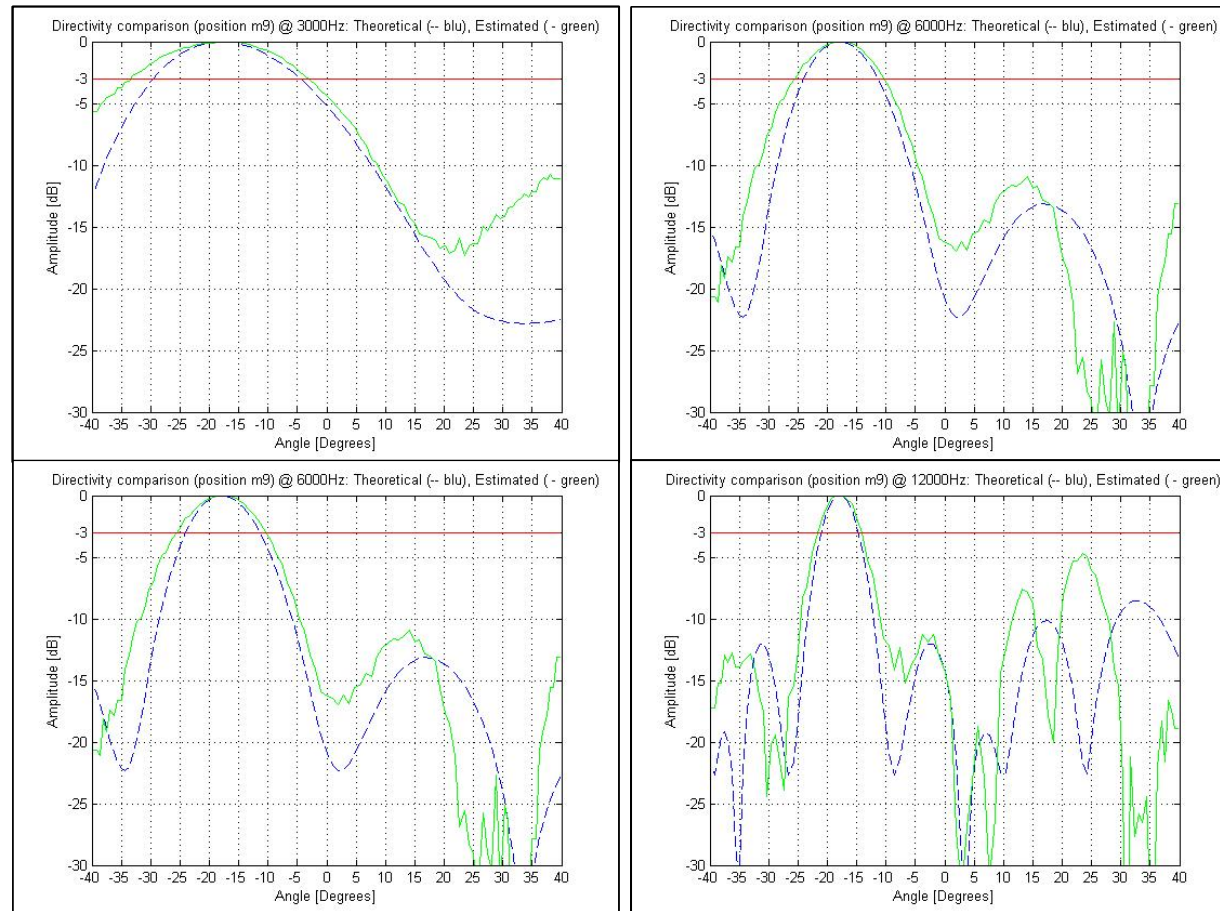 Directivity comparison (position m9) @ 3000Hz: Theoretical (-- blu), Estimated ( - green)
0
-3
-5
-10
-15
-20
-25
-30
Amplitude [dB]
-40 -35 -30 -25 -20 -15 -10 -5 0 5 10 15 20 25 30 35 40
Angle [Degrees]
Directivity comparison (position m9) @ 6000Hz: Theoretical (-- blu), Estimated ( - green)
0
-3
-5
-10
-15
-20
-25
-30
Amplitude [dB]
-40 -35 -30 -25 -20 -15 -10 -5 0 5 10 15 20 25 30 35 40
Angle [Degrees]
Directivity comparison (position m9) @ 6000Hz: Theoretical (-- blu), Estimated ( - green)
0
-3
-5
-10
-15
-20
-25
-30
Amplitude [dB]
-40 -35 -30 -25 -20 -15 -10 -5 0 5 10 15 20 25 30 35 40
Angle [Degrees]
Directivity comparison (position m9) @ 12000Hz: Theoretical (-- blu), Estimated ( - green)
0
-3
-5
-10
-15
-20
-25
-30
Amplitude [dB]
-40 -35 -30 -25 -20 -15 -10 -5 0 5 10 15 20 25 30 35 40
Angle [Degrees]